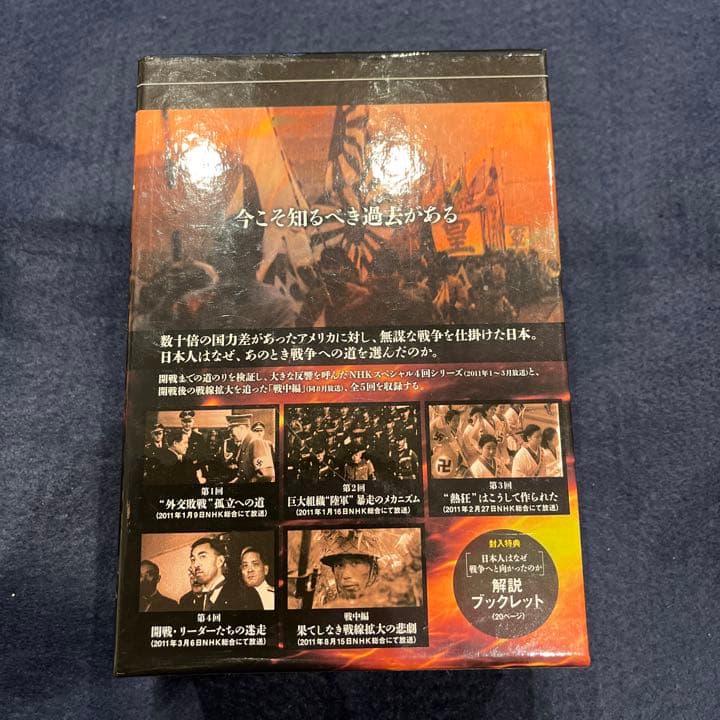 今こそ知るべき過去がある
皇
数十倍の国力差があったアメリカに対し、無謀な戦争を仕掛けた日本。
日本人はなぜ、あのとき戦争への道を選んだのか。
開戦までの道のりを検証し、大きな反響を呼んだNHKスペシャル4回シリーズ(2011年1〜3月放送)と、
開戦後の戦線拡大を追った「戦中編」(同8月放送)、全5回を収録する。
第1回
“外交敗戦”孤立への道
(2011年1月9日NHK総合にて放送)
第2回
巨大組織“陸軍”暴走のメカニズム
(2011年1月16日NHK総合にて放送)
第3回
“熱狂”はこうして作られた
(2011年2月27日NHK総合にて放送)
第4回
開戦・リーダーたちの迷走
(2011年3月6日NHK総合にて放送)
戦中編
果てしなき戦線拡大の悲劇
(2011年8月15日NHK総合にて放送)
封入特典
日本人はなぜ
戦争へと向かったのか
解説
ブックレット
(20ページ)